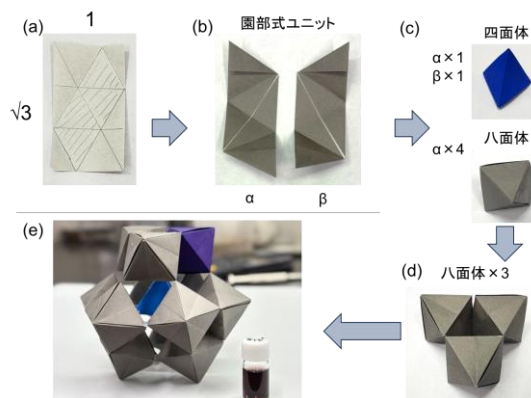 (a)
1
√3
(b)
園部式ユニット
α
β
(c)
四面体
α×1
β×1
八面体
α×4
(d)
八面体×3
(e)